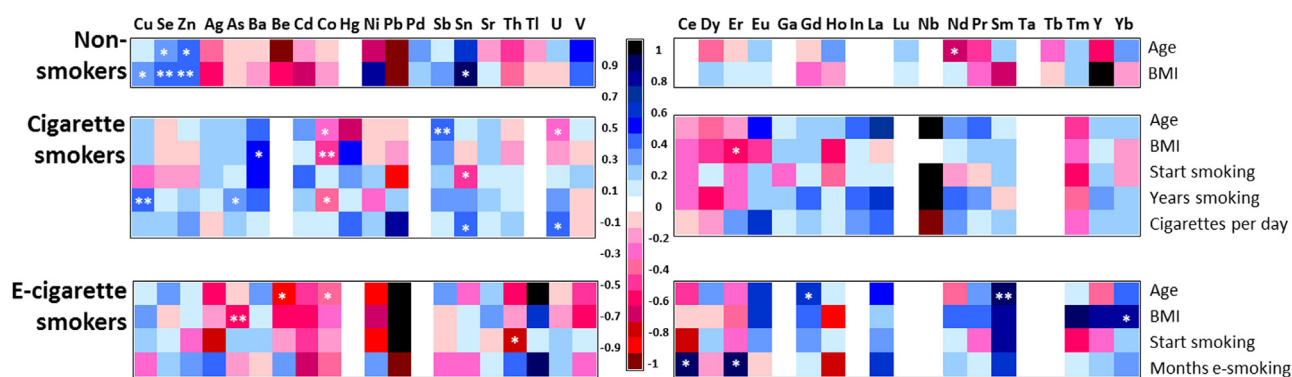 Cu Se Zn Ag As Ba Be Cd Co Hg Ni Pb Pd Sb Sn Sr Th Tl U V
Ce Dy Er Eu Ga Gd Ho In La Lu Nb Nd Pr Sm Ta Tb Tm Y Yb
Non-
smokers
* * *
* ** ** *
1
0.9
0.8
0.7
0.6
0.5
0.4
0.3
0.2
0.1
0
-0.1
-0.2
-0.3
-0.4
-0.5
-0.6
-0.7
-0.8
-0.9
-1
Age
BMI
Cigarette
smokers
* ** *
* ** *
*
** * *
* *
Age
BMI
Start smoking
Years smoking
Cigarettes per day
E-cigarette
smokers
* * * **
** *
*
* *
Age
BMI
Start smoking
Months e-smoking